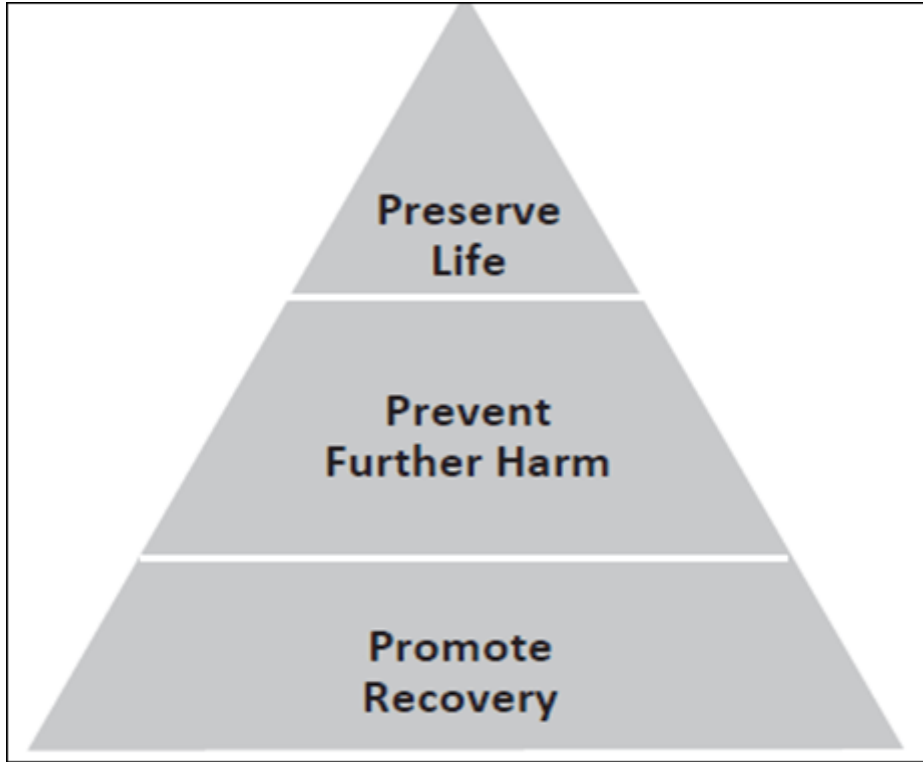 Preserve
Life
Prevent
Further Harm
Promote
Recovery